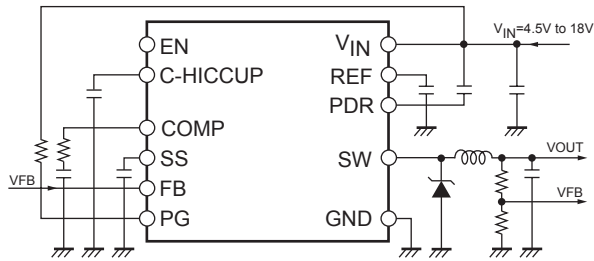 EN
C-HICCUP
COMP
SS
FB
PG
VIN
REF
PDR
SW
GND
VIN=4.5V to 18V
VFB
VOUT
VFB